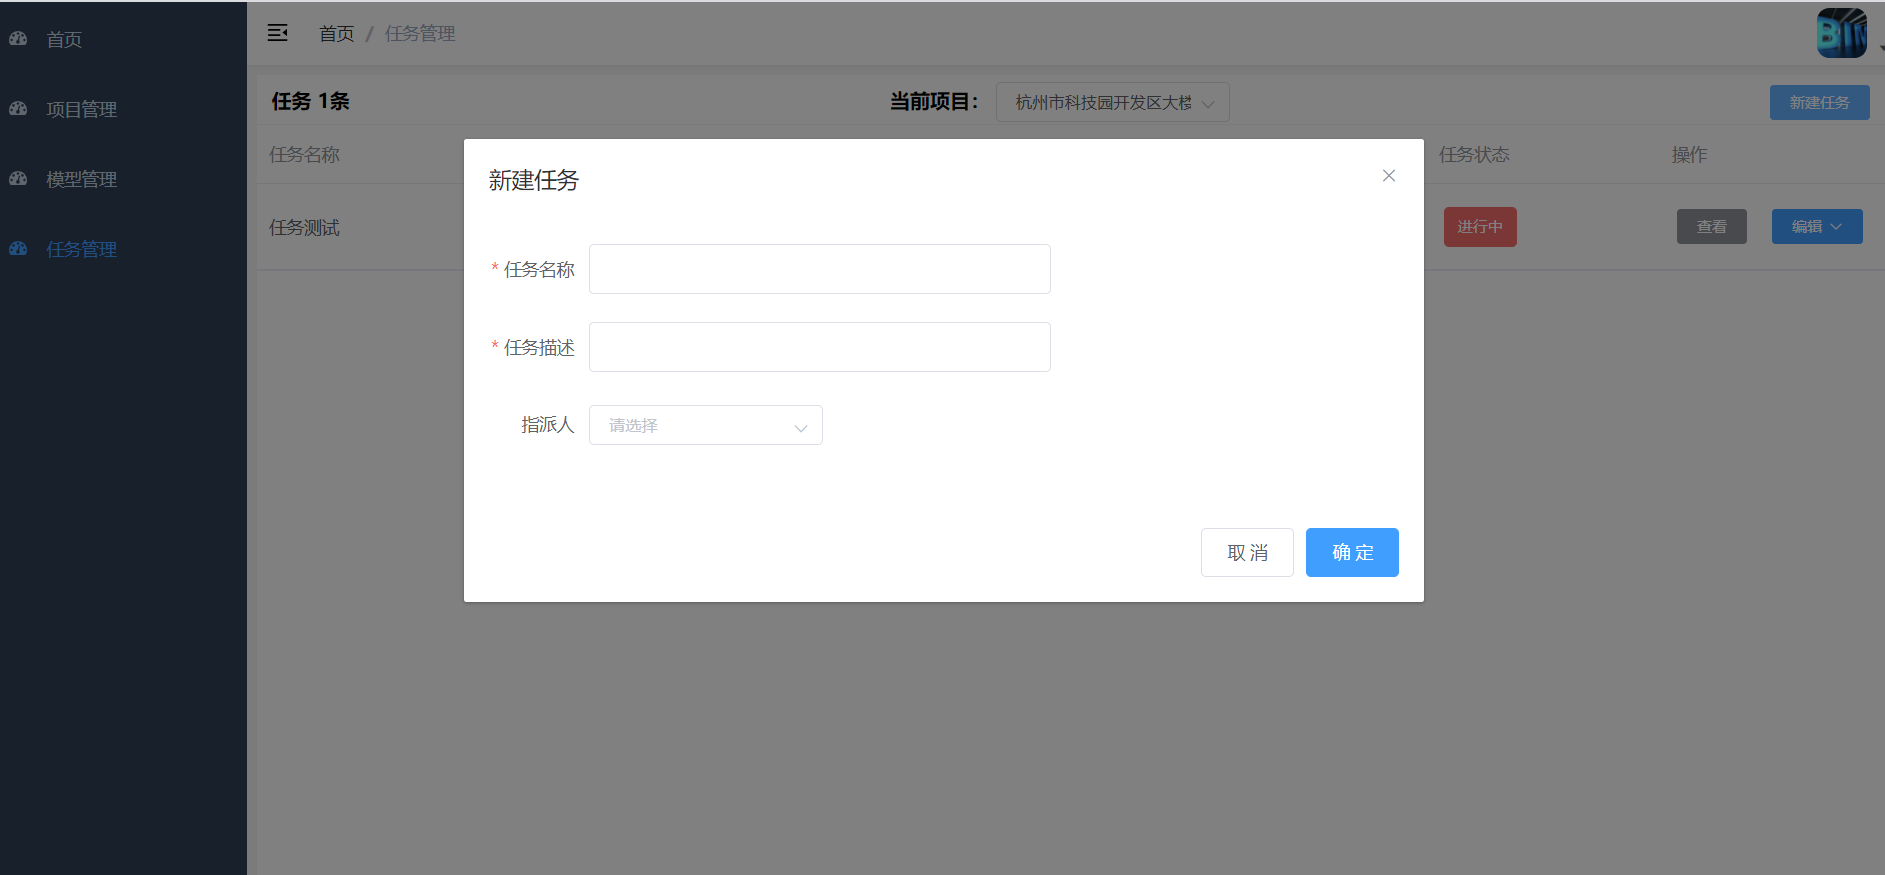 首页
项目管理
模型管理
任务管理
首页 / 任务管理
BIM
任务 1条
当前项目：
杭州市科技园开发区大楼
新建任务
任务名称
任务状态
操作
任务测试
进行中
查看
编辑
新建任务
* 任务名称
* 任务描述
指派人
请选择
取 消
确 定